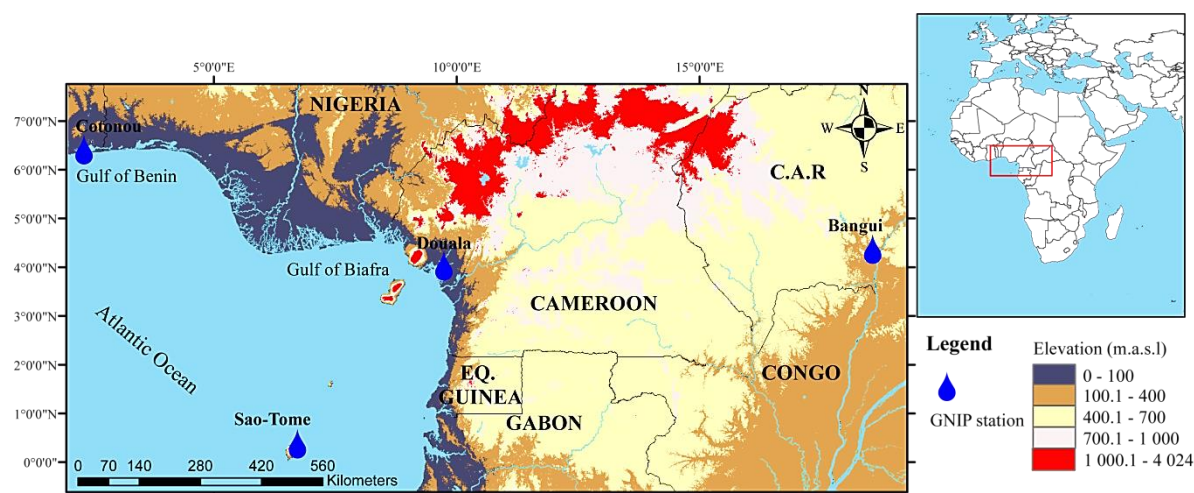 5°0'0"E 10°0'0"E 15°0'0"E
7°0'0"
6°0'0"
5°0'0"
4°0'0"
3°0'0"
2°0'0"
1°0'0"
0°0'0"
NIGERIA
Cotonou
Gulf of Benin
N
W E
S
C.A.R
Bangui
Douala
Gulf of Biafra
CAMEROON
Atlantic Ocean
EQ.
GUINEA
CONGO
GABON
Sao-Tome
0 70 140 280 420 560
Kilometers
Legend
GNIP station
Elevation (m.a.s.l)
0 - 100
100.1 - 400
400.1 - 700
700.1 - 1 000
1 000.1 - 4 024